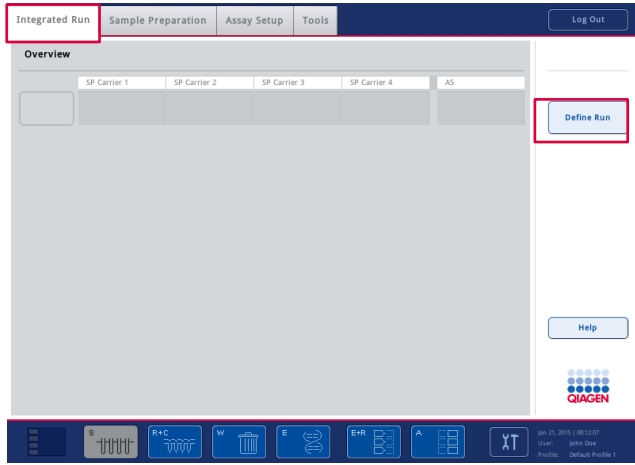 Integrated Run Sample Preparation Assay Setup Tools Log Out
Overview
SP Carrier 1 SP Carrier 2 SP Carrier 3 SP Carrier 4 AS
Define Run
Help
QIAGEN
S R+C W E E+R A
Jan 21, 2015 | 08:12:07
User: John Doe
Profile: Default Profile 1